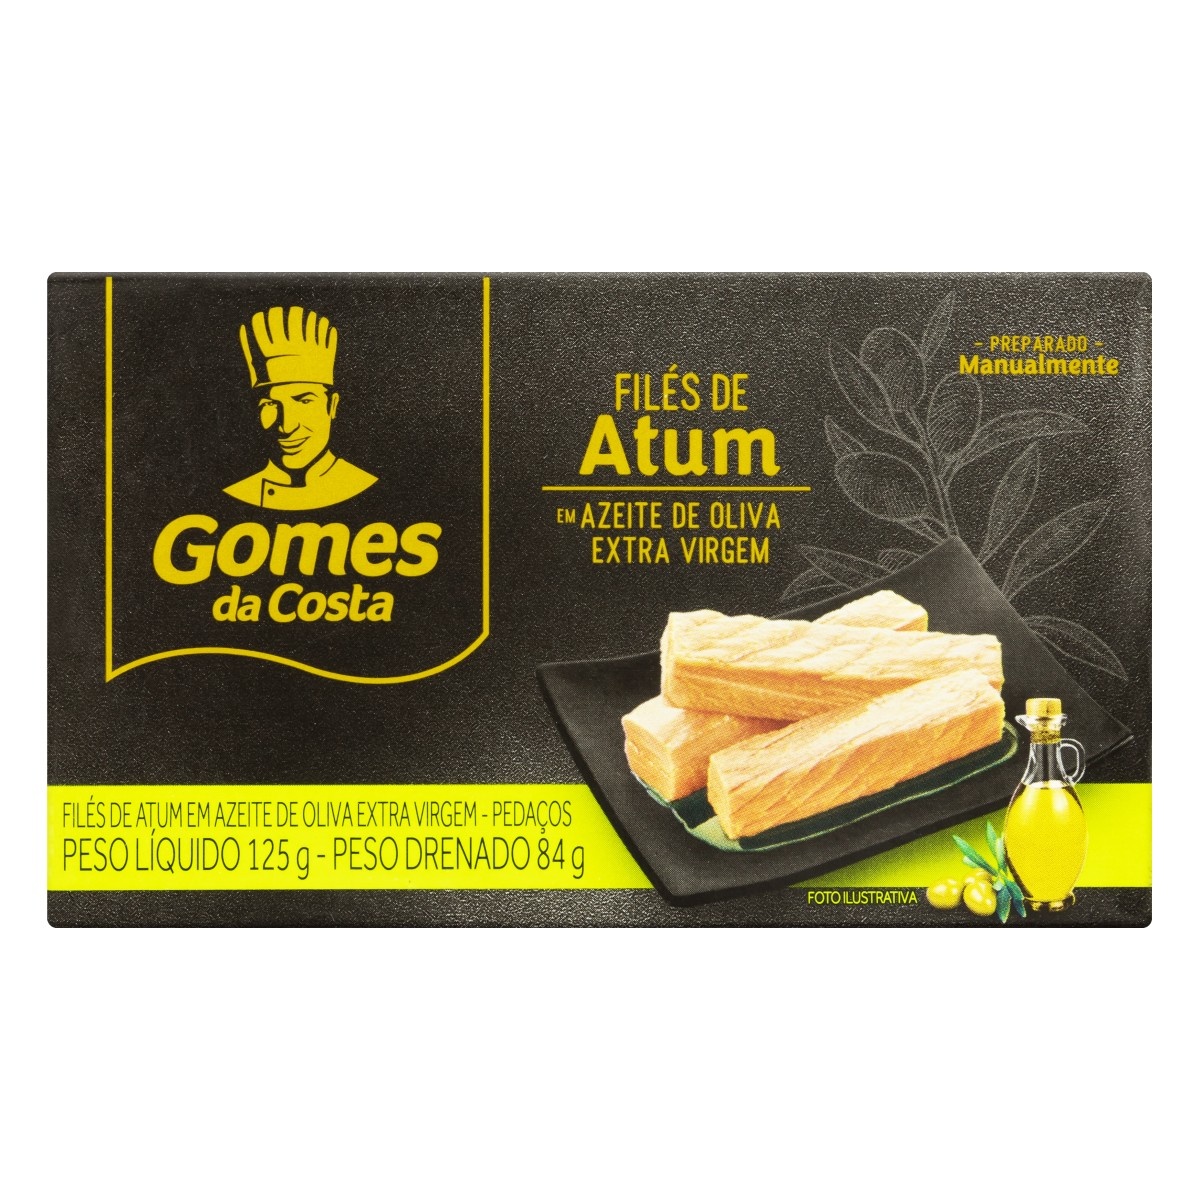 Gomes
da Costa
FILÉS DE
Atum
EM AZEITE DE OLIVA
EXTRA VIRGEM
- PREPARADO -
Manualmente
FILÉS DE ATUM EM AZEITE DE OLIVA EXTRA VIRGEM - PEDAÇOS
PESO LÍQUIDO 125 g - PESO DRENADO 84 g
FOTO ILUSTRATIVA